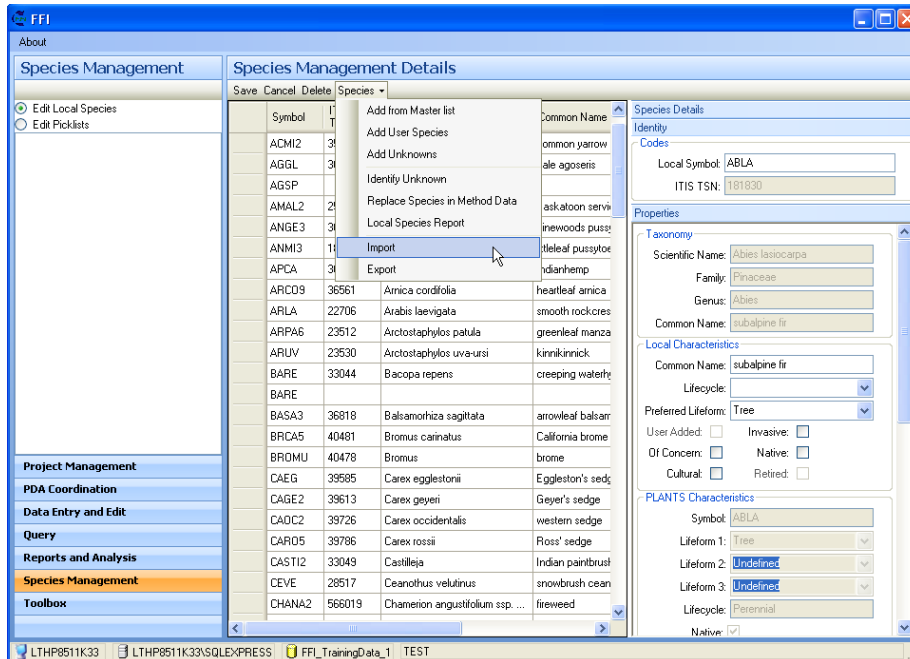 FFI
About
Species Management
Species Management Details
Save Cancel Delete Species
Edit Local Species
Edit Picklists
Add from Master list
Add User Species
Add Unknowns
Identify Unknown
Replace Species in Method Data
Local Species Report
Import
Export
Symbol Common Name
ACMI2
AGGL
AGSP
AMAL2
ANGE3
ANMI3
APCA
ARCO9 36561 Arnica cordifolia heartleaf arnica
ARLA 22706 Arabis laevigata smooth rockcres
ARPA6 23512 Arctostaphylos patula greenleaf manza
ARUV 23530 Arctostaphylos uva-ursi kinnikinnick
BARE 33044 Bacopa repens creeping waterhy
BARE
BASA3 36818 Balsamorhiza sagittata arrowleaf balsam
BRCA5 40481 Bromus carinatus California brome
BROMU 40478 Bromus brome
CAEG 39585 Carex egglestonii Eggleston's sedg
CAGE2 39613 Carex geyeri Geyer's sedge
CAOC2 39726 Carex occidentalis western sedge
CARO5 39786 Carex rossii Ross' sedge
CASTI2 33049 Castilleja Indian paintbrush
CEVE 28517 Ceanothus velutinus snowbrush cean
CHANA2 566019 Chamerion angustifolium ssp. ... fireweed
Species Details
Identity
Codes
Local Symbol: ABLA
ITIS TSN: 181830
Properties
Taxonomy
Scientific Name: Abies lasiocarpa
Family: Pinaceae
Genus: Abies
Common Name: subalpine fir
Local Characteristics
Common Name: subalpine fir
Lifecycle:
Preferred Lifeform: Tree
User Added: Invasive:
Of Concern: Native:
Cultural: Retired:
PLANTS Characteristics
Symbol: ABLA
Lifeform 1: Tree
Lifeform 2: Undefined
Lifeform 3: Undefined
Lifecycle: Perennial
Native:
Project Management
PDA Coordination
Data Entry and Edit
Query
Reports and Analysis
Species Management
Toolbox
LTHP8511K33 LTHP8511K33\SQLEXPRESS FFI_TrainingData_1 TEST